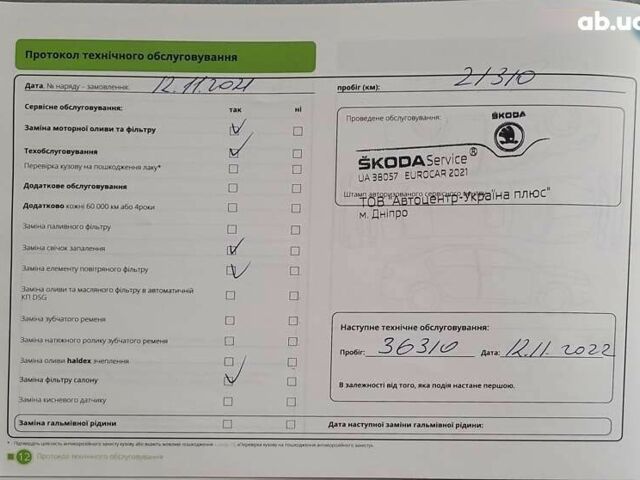 ab.ua
Протокол технічного обслуговування
Дата, № наряду – замовлення: 12.11.2021
пробіг (км): 21310
Сервісне обслуговування: так ні
Заміна моторної оливи та фільтру
Техобслуговування
Перевірка кузову на пошкодження лаку*
Додаткове обслуговування
Додатково кожні 60 000 км або 4роки
Заміна паливного фільтру
Заміна свічок запалення
Заміна елементу повітряного фільтру
Заміна оливи та масляного фільтру в автоматичній
КП DSG
Заміна зубчатого ременя
Заміна натяжного ролику зубчатого ременя
Заміна оливи haldex зчеплення
Заміна фільтру салону
Заміна кисневого датчику
Заміна гальмівної рідини
Проведене обслуговування:
ŠKODA
ŠKODA Service®
UA 38057 EUROCAR 2021
Штамп авторизованого сервісного
ТОВ "Автоцентр-Україна плюс"
м. Дніпро
Наступне технічне обслуговування:
Пробіг: 36310 Дата: 12.11.2022
В залежності від того, яка подія настане першою.
Дата наступної заміни гальмівної рідини:
12 Протокол технічного обслуговування